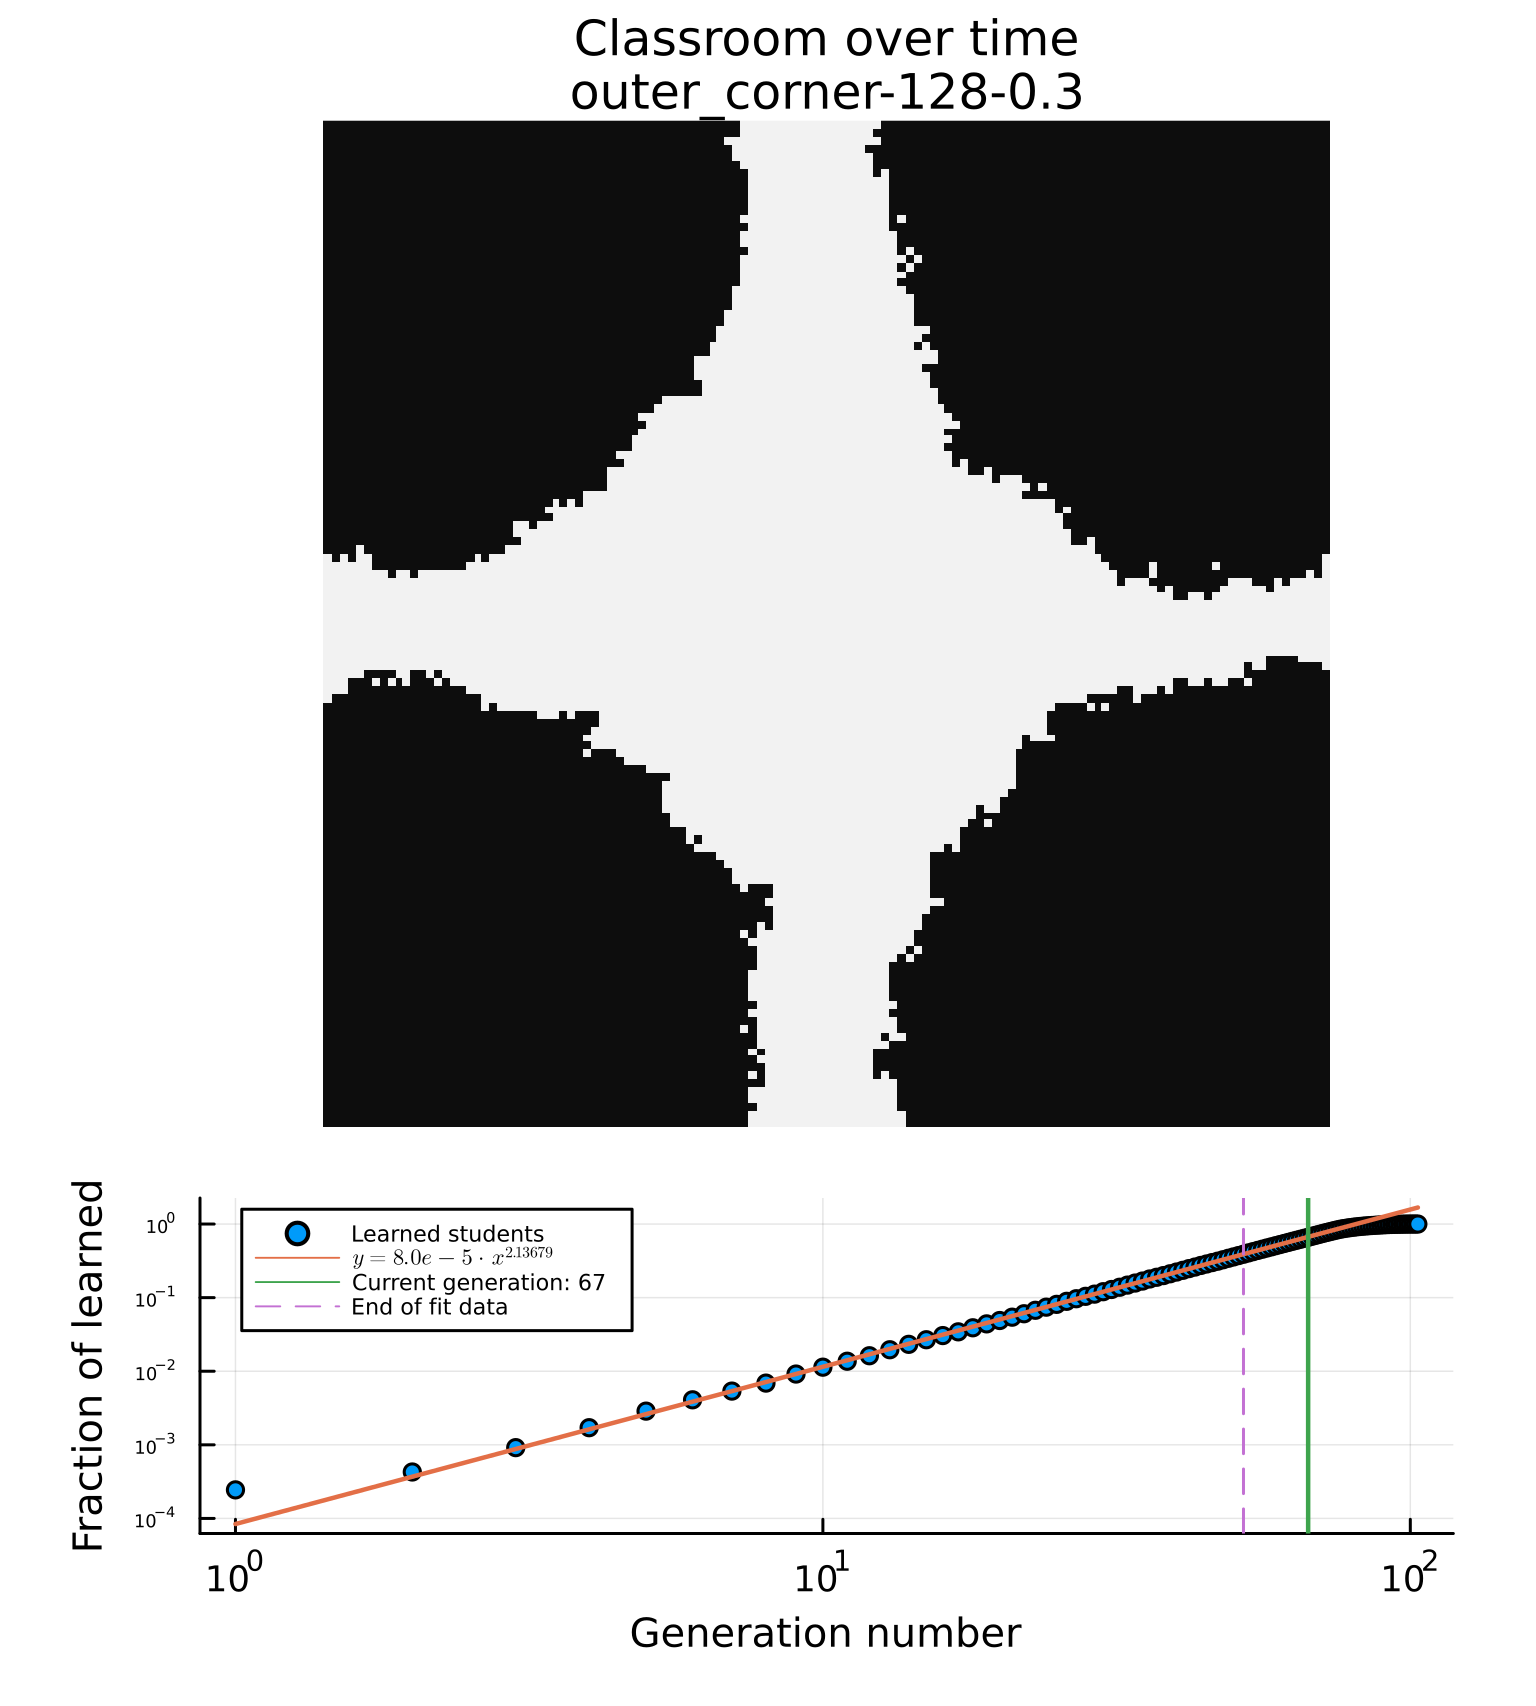 Classroom over time
outer_corner-128-0.3
Fraction of learned
10^0
10^−1
10^−2
10^−3
10^−4
Learned students
y = 8.0e − 5 · x^2.13679
Current generation: 67
End of fit data
10^0 10^1 10^2
Generation number